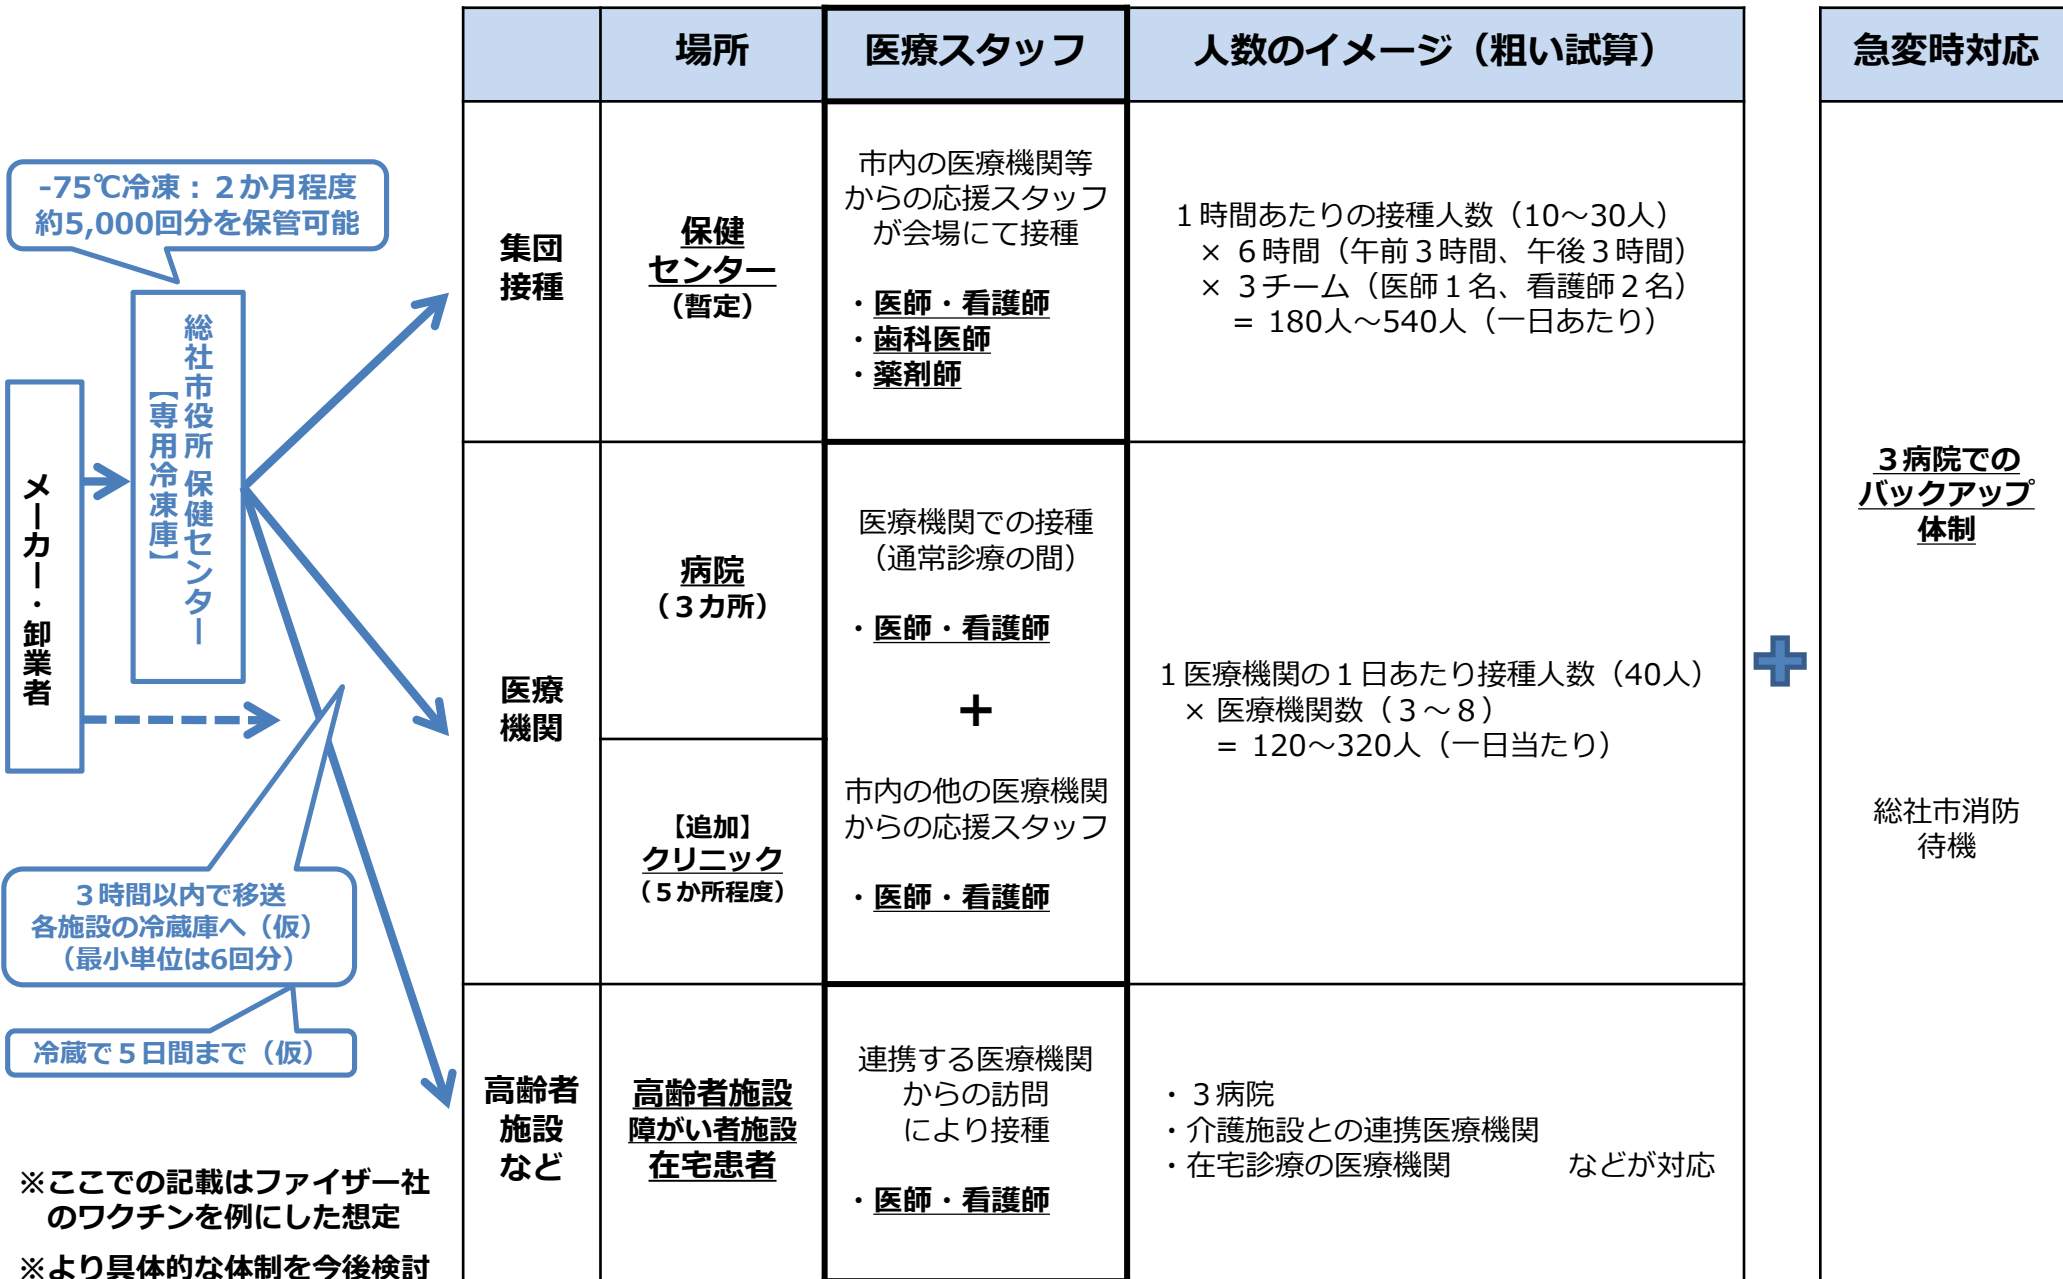 場所
医療スタッフ
人数のイメージ（粗い試算）
急変時対応
-75℃冷凍：２か月程度
約5,000回分を保管可能
総社市役所 保健センター
【専用冷凍庫】
メーカー・卸業者
３時間以内で移送
各施設の冷蔵庫へ（仮）
（最小単位は6回分）
冷蔵で５日間まで（仮）
※ここでの記載はファイザー社
のワクチンを例にした想定
※より具体的な体制を今後検討
集団
接種
保健
センター
（暫定）
市内の医療機関等
からの応援スタッフ
が会場にて接種
・医師・看護師
・歯科医師
・薬剤師
１時間あたりの接種人数（10～30人）
× ６時間（午前３時間、午後３時間）
× ３チーム（医師１名、看護師２名）
= 180人～540人（一日あたり）
医療
機関
病院
（３カ所）
【追加】
クリニック
（５か所程度）
医療機関での接種
（通常診療の間）
・医師・看護師
＋
市内の他の医療機関
からの応援スタッフ
・医師・看護師
１医療機関の１日あたり接種人数（40人）
× 医療機関数（３～８）
= 120～320人（一日当たり）
高齢者
施設
など
高齢者施設
障がい者施設
在宅患者
連携する医療機関
からの訪問
により接種
・医師・看護師
・３病院
・介護施設との連携医療機関
・在宅診療の医療機関　　　などが対応
３病院での
バックアップ
体制
総社市消防
待機